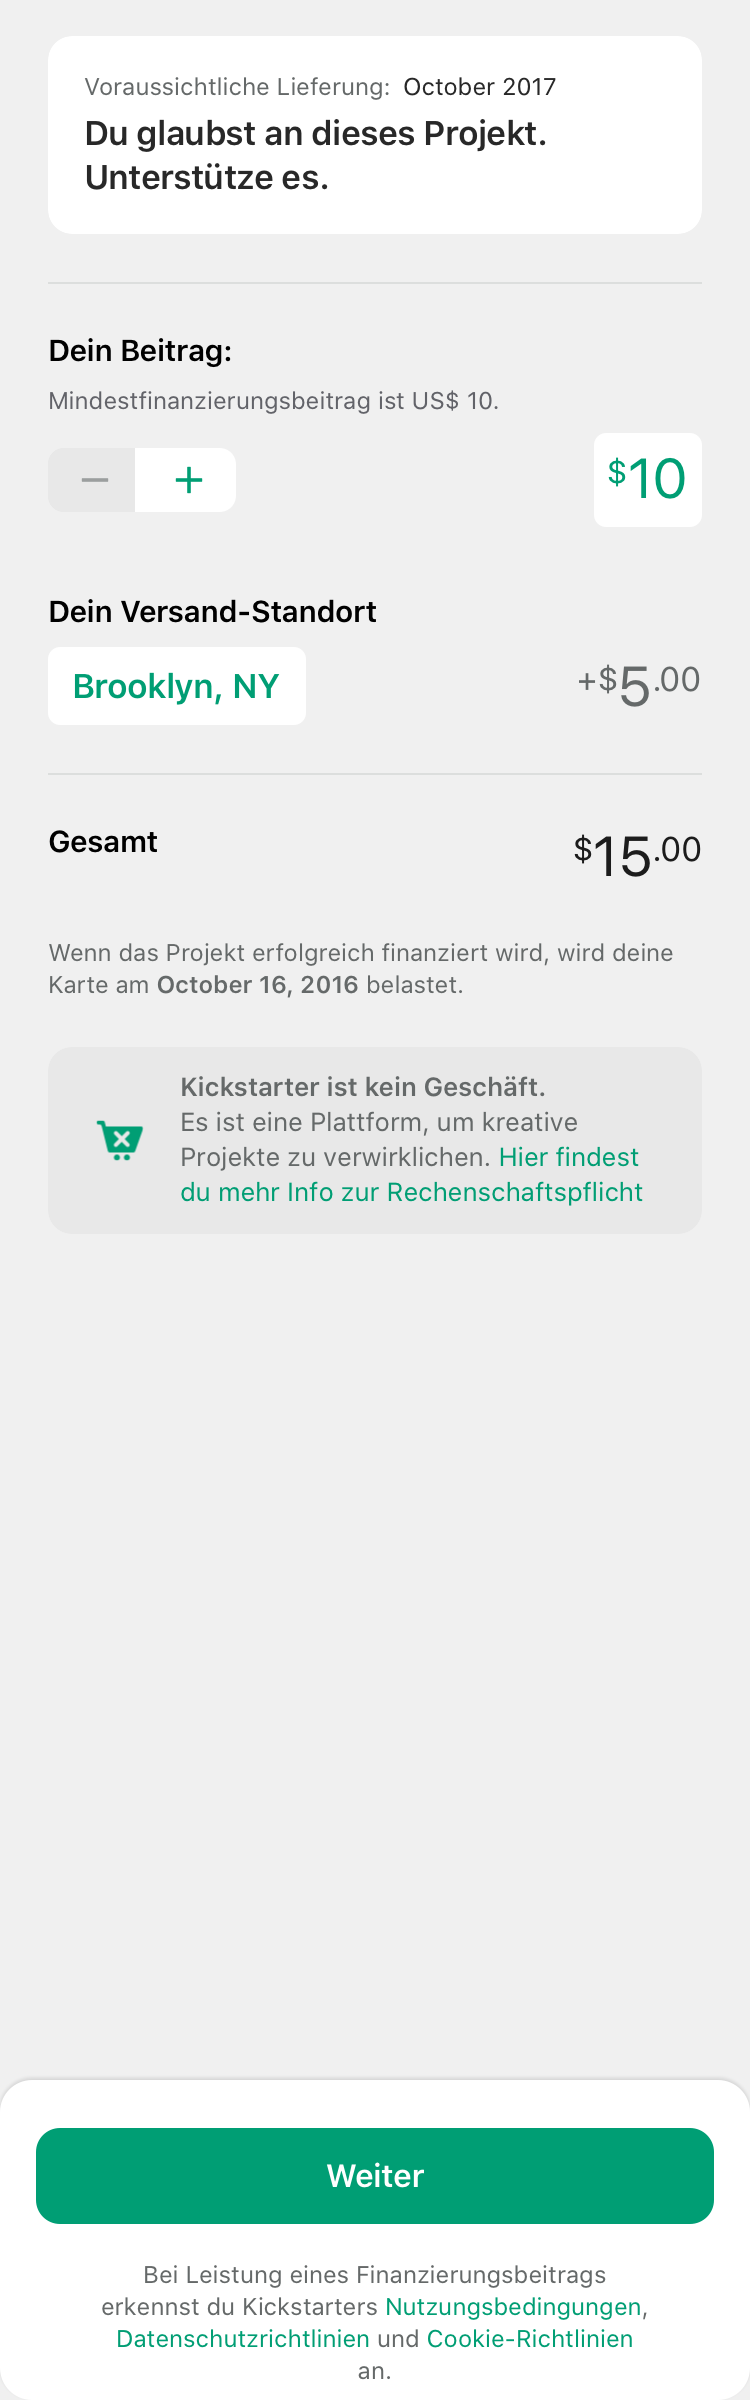 Voraussichtliche Lieferung: October 2017
Du glaubst an dieses Projekt.
Unterstütze es.
Dein Beitrag:
Mindestfinanzierungsbeitrag ist US$ 10.
— +
$10
Dein Versand-Standort
Brooklyn, NY
+$5.00
Gesamt
$15.00
Wenn das Projekt erfolgreich finanziert wird, wird deine
Karte am October 16, 2016 belastet.
Kickstarter ist kein Geschäft.
Es ist eine Plattform, um kreative
Projekte zu verwirklichen. Hier findest
du mehr Info zur Rechenschaftspflicht
Weiter
Bei Leistung eines Finanzierungsbeitrags
erkennst du Kickstarters Nutzungsbedingungen,
Datenschutzrichtlinien und Cookie-Richtlinien
an.